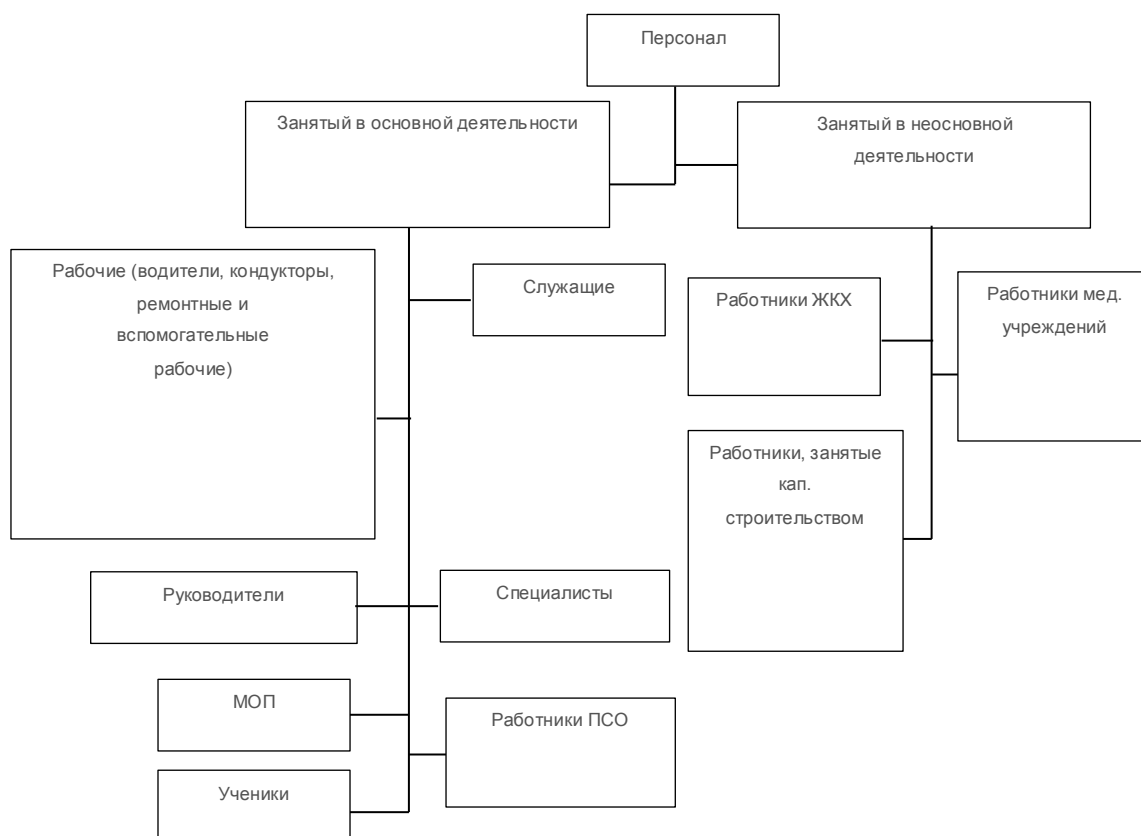 Персонал
Занятый в основной деятельности
Занятый в неосновной
деятельности
Рабочие (водители, кондукторы,
ремонтные и
вспомогательные
рабочие)
Служащие
Работники ЖКХ
Работники мед.
учреждений
Работники, занятые
кап.
строительством
Руководители
Специалисты
МОП
Работники ПСО
Ученики